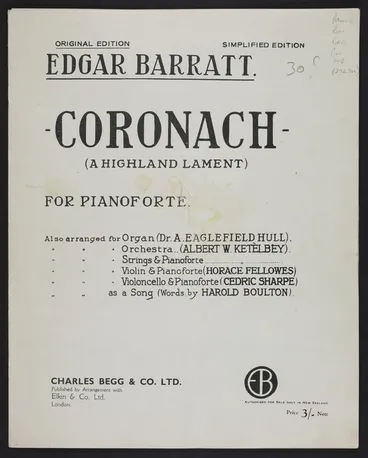 ORIGINAL EDITION SIMPLIFIED EDITION
EDGAR BARRATT.
30
-CORONACH-
(A HIGHLAND LAMENT)
FOR PIANOFORTE.
Also arranged for Organ (Dr. A. EAGLEFIELD HULL).
" " " Orchestra.. (ALBERT W. KETÈLBEY).
" " " Strings & Pianoforte " "
" " " Violin & Pianoforte (HORACE FELLOWES)
" " " Violoncello & Pianoforte (CEDRIC SHARPE)
" " as a Song (Words by HAROLD BOULTON).
CHARLES BEGG & CO. LTD.
Published by Arrangement with
Elkin & Co. Ltd.
London.
EB
AUTHORISED FOR SALE ONLY IN NEW ZEALAND
Price 3/- Nett